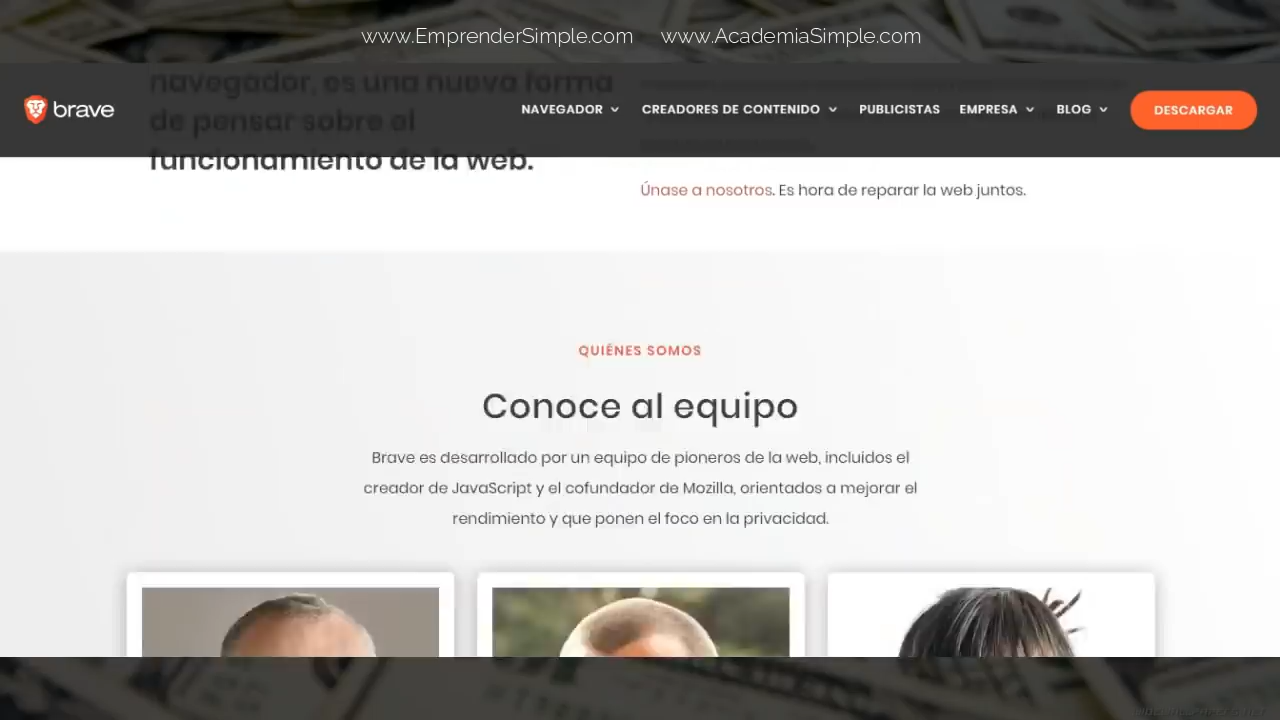 www.EmprenderSimple.com www.AcademiaSimple.com
brave
NAVEGADOR CREADORES DE CONTENIDO PUBLICISTAS EMPRESA BLOG DESCARGAR
navegador, es una nueva forma
de pensar sobre el
funcionamiento de la web.
Únase a nosotros. Es hora de reparar la web juntos.
QUIÉNES SOMOS
Conoce al equipo
Brave es desarrollado por un equipo de pioneros de la web, incluidos el
creador de JavaScript y el cofundador de Mozilla, orientados a mejorar el
rendimiento y que ponen el foco en la privacidad.